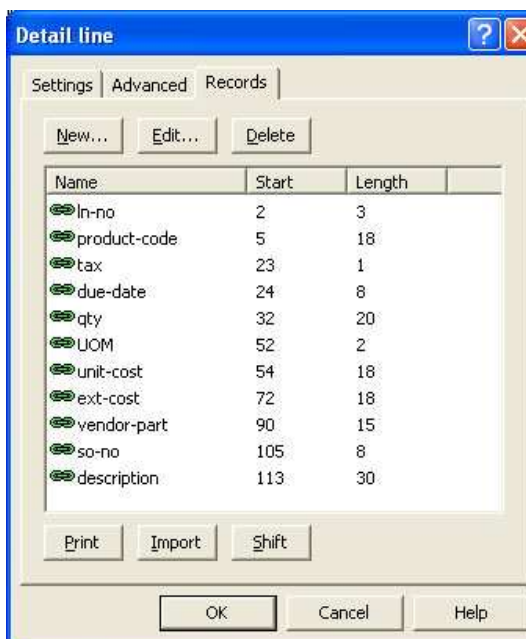 Detail line
Settings Advanced Records
New... Edit... Delete
Name Start Length
ln-no 2 3
product-code 5 18
tax 23 1
due-date 24 8
qty 32 20
UOM 52 2
unit-cost 54 18
ext-cost 72 18
vendor-part 90 15
so-no 105 8
description 113 30
Print Import Shift
OK Cancel Help